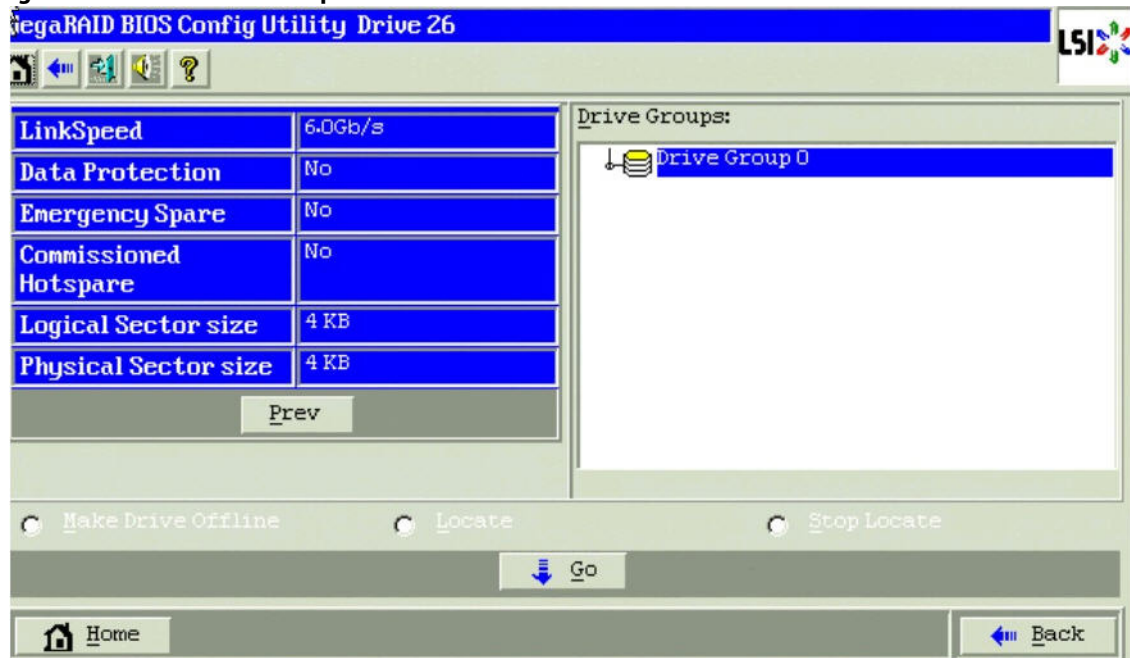 egaRAID BIOS Config Utility Drive 26
LSI
LinkSpeed 6.0Gb/s
Data Protection No
Emergency Spare No
Commissioned Hotspare No
Logical Sector size 4 KB
Physical Sector size 4 KB
Prev
Drive Groups:
Drive Group 0
Make Drive Offline Locate Stop Locate
Go
Home Back